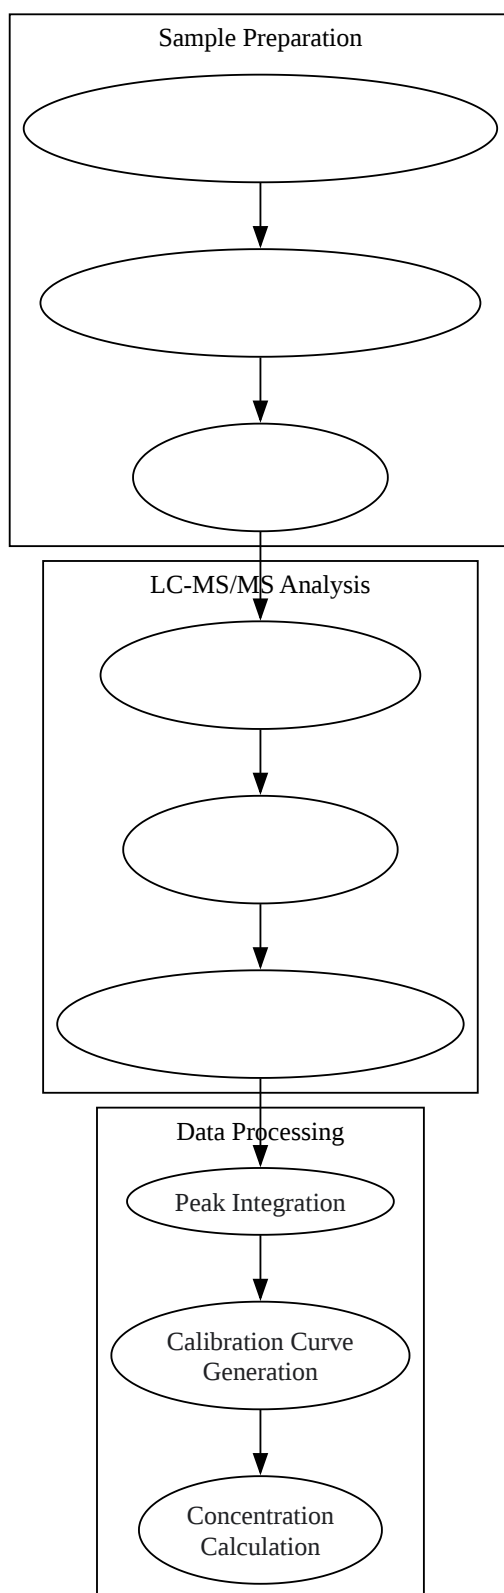 Sample Preparation
LC-MS/MS Analysis
Data Processing
Peak Integration
Calibration Curve
Generation
Concentration
Calculation